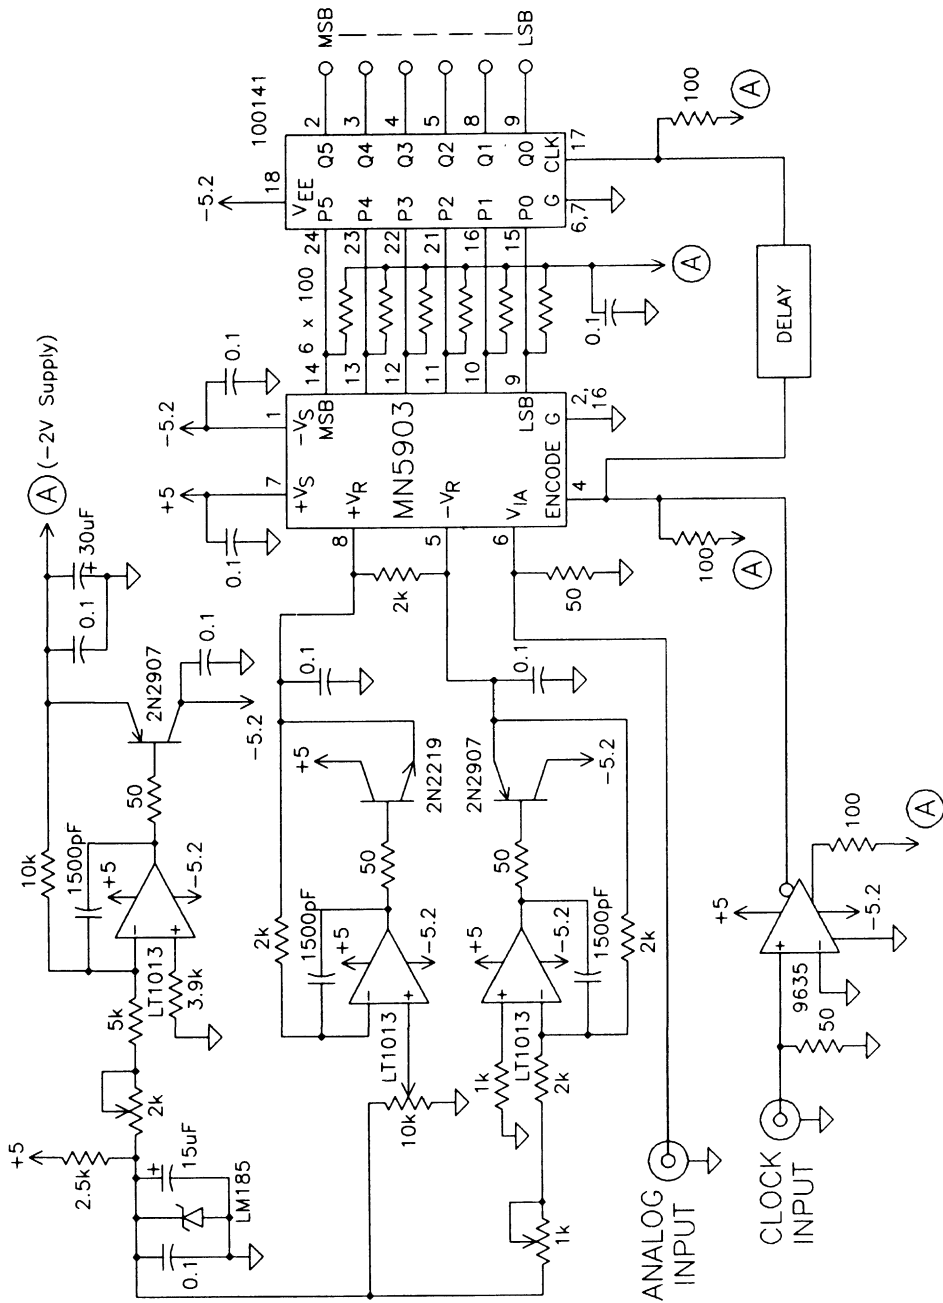 +5
2.5k
0.1
LM185
15uF
+
2k
5k
10k
1500pF
LT1013
-
+
3.9k
+5
-5.2
50
2N2907
0.1
-5.2
0.1
+ 30uF
A (-2V Supply)
2k
1500pF
LT1013
-
+
10k
+5
-5.2
50
+5
2N2219
0.1
1k
1k
2k
LT1013
+
-
+5
-5.2
1500pF
2k
50
2N2907
-5.2
0.1
2k
50
ANALOG
INPUT
CLOCK
INPUT
50
9635
+
-
+5
-5.2
100
A
+5
0.1
-5.2
0.1
7
1
+VS
-VS
8
+VR
MSB
14
5
-VR
MN5903
13
12
11
10
6
VIA
LSB
9
ENCODE
G
4
2,
16
100
A
DELAY
6 x 100
0.1
A
100141
-5.2
18
VEE
24
P5
Q5
2
MSB
23
P4
Q4
3
22
P3
Q3
4
21
P2
Q2
5
16
P1
Q1
8
15
P0
Q0
9
LSB
G
CLK
6,7
17
100
A